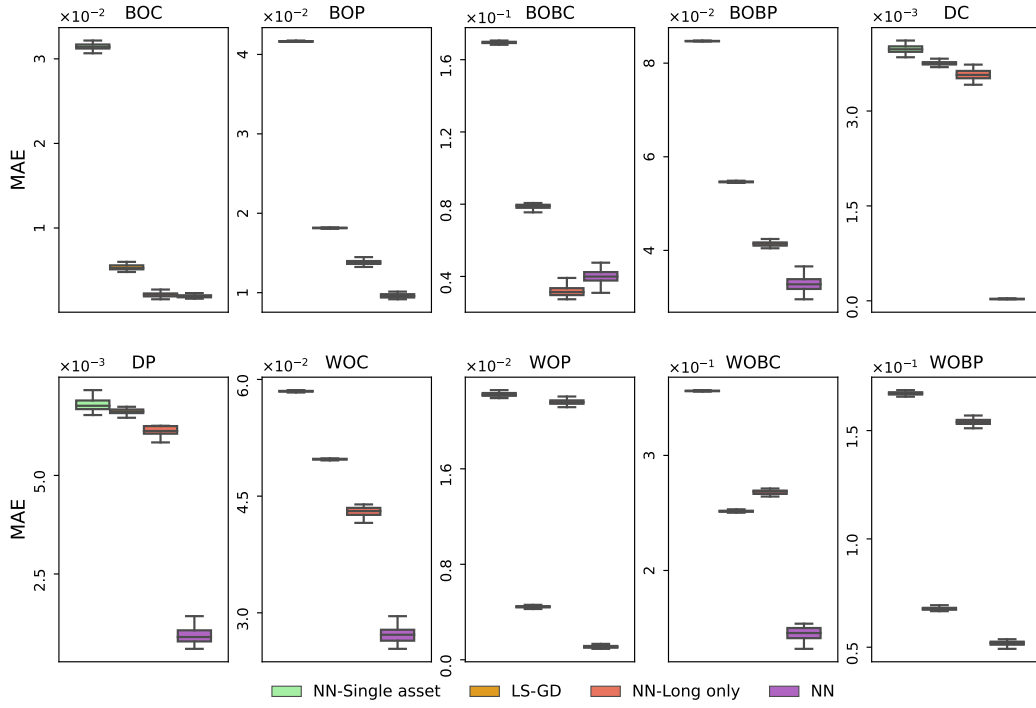 ×10⁻² BOC
×10⁻² BOP
×10⁻¹ BOBC
×10⁻² BOBP
×10⁻³ DC
MAE
3
2
1
4
3
2
1
1.6
1.2
0.8
0.4
8
6
4
3.0
1.5
0.0
×10⁻³ DP
×10⁻² WOC
×10⁻² WOP
×10⁻¹ WOBC
×10⁻¹ WOBP
MAE
5.0
2.5
6.0
4.5
3.0
1.6
0.8
0.0
3
2
1.5
1.0
0.5
NN-Single asset LS-GD NN-Long only NN